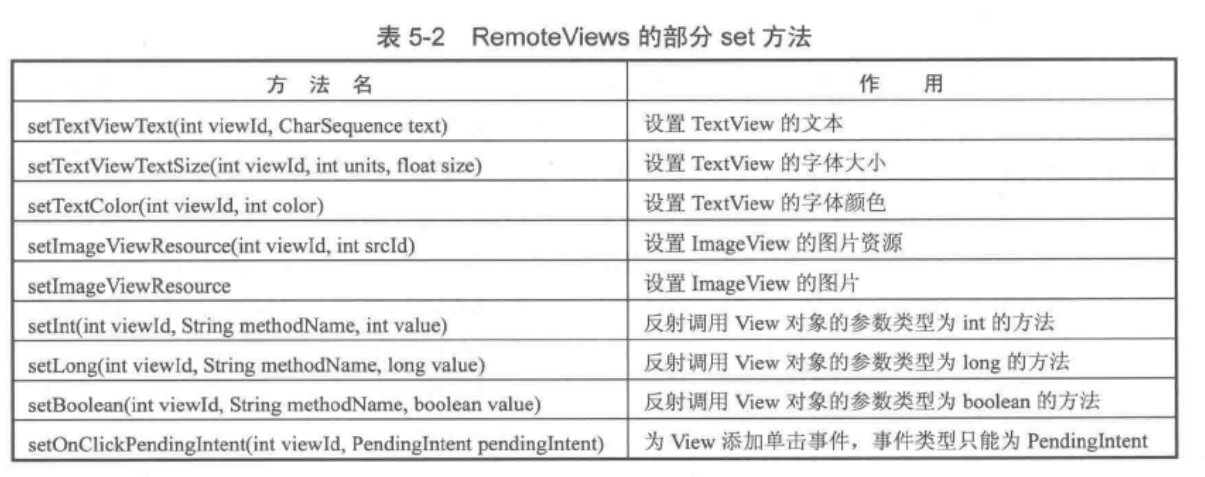 表 5-2 RemoteViews 的部分 set 方法
方 法 名 作 用
setTextViewText(int viewId, CharSequence text) 设置 TextView 的文本
setTextViewTextSize(int viewId, int units, float size) 设置 TextView 的字体大小
setTextColor(int viewId, int color) 设置 TextView 的字体颜色
setImageViewResource(int viewId, int srcId) 设置 ImageView 的图片资源
setImageViewResource 设置 ImageView 的图片
setInt(int viewId, String methodName, int value) 反射调用 View 对象的参数类型为 int 的方法
setLong(int viewId, String methodName, long value) 反射调用 View 对象的参数类型为 long 的方法
setBoolean(int viewId, String methodName, boolean value) 反射调用 View 对象的参数类型为 boolean 的方法
setOnClickPendingIntent(int viewId, PendingIntent pendingIntent) 为 View 添加单击事件，事件类型只能为 PendingIntent